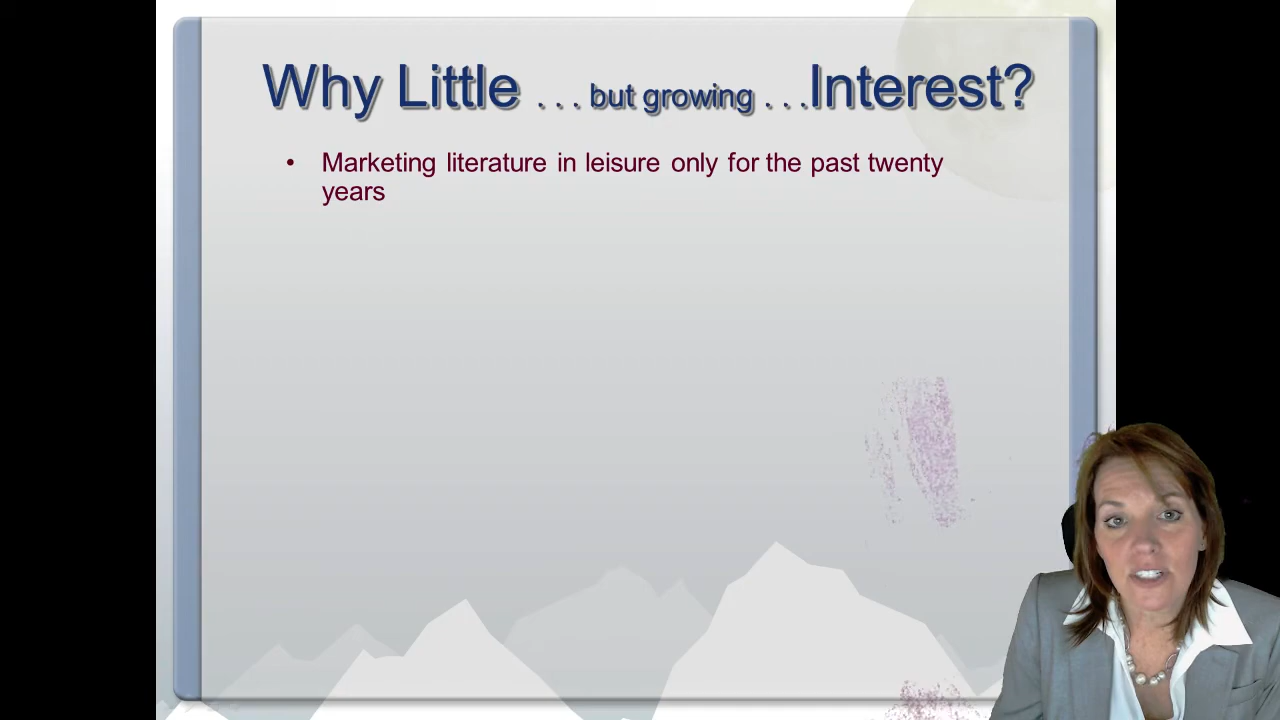 Why Little . . . but growing . . .Interest?
• Marketing literature in leisure only for the past twenty
years